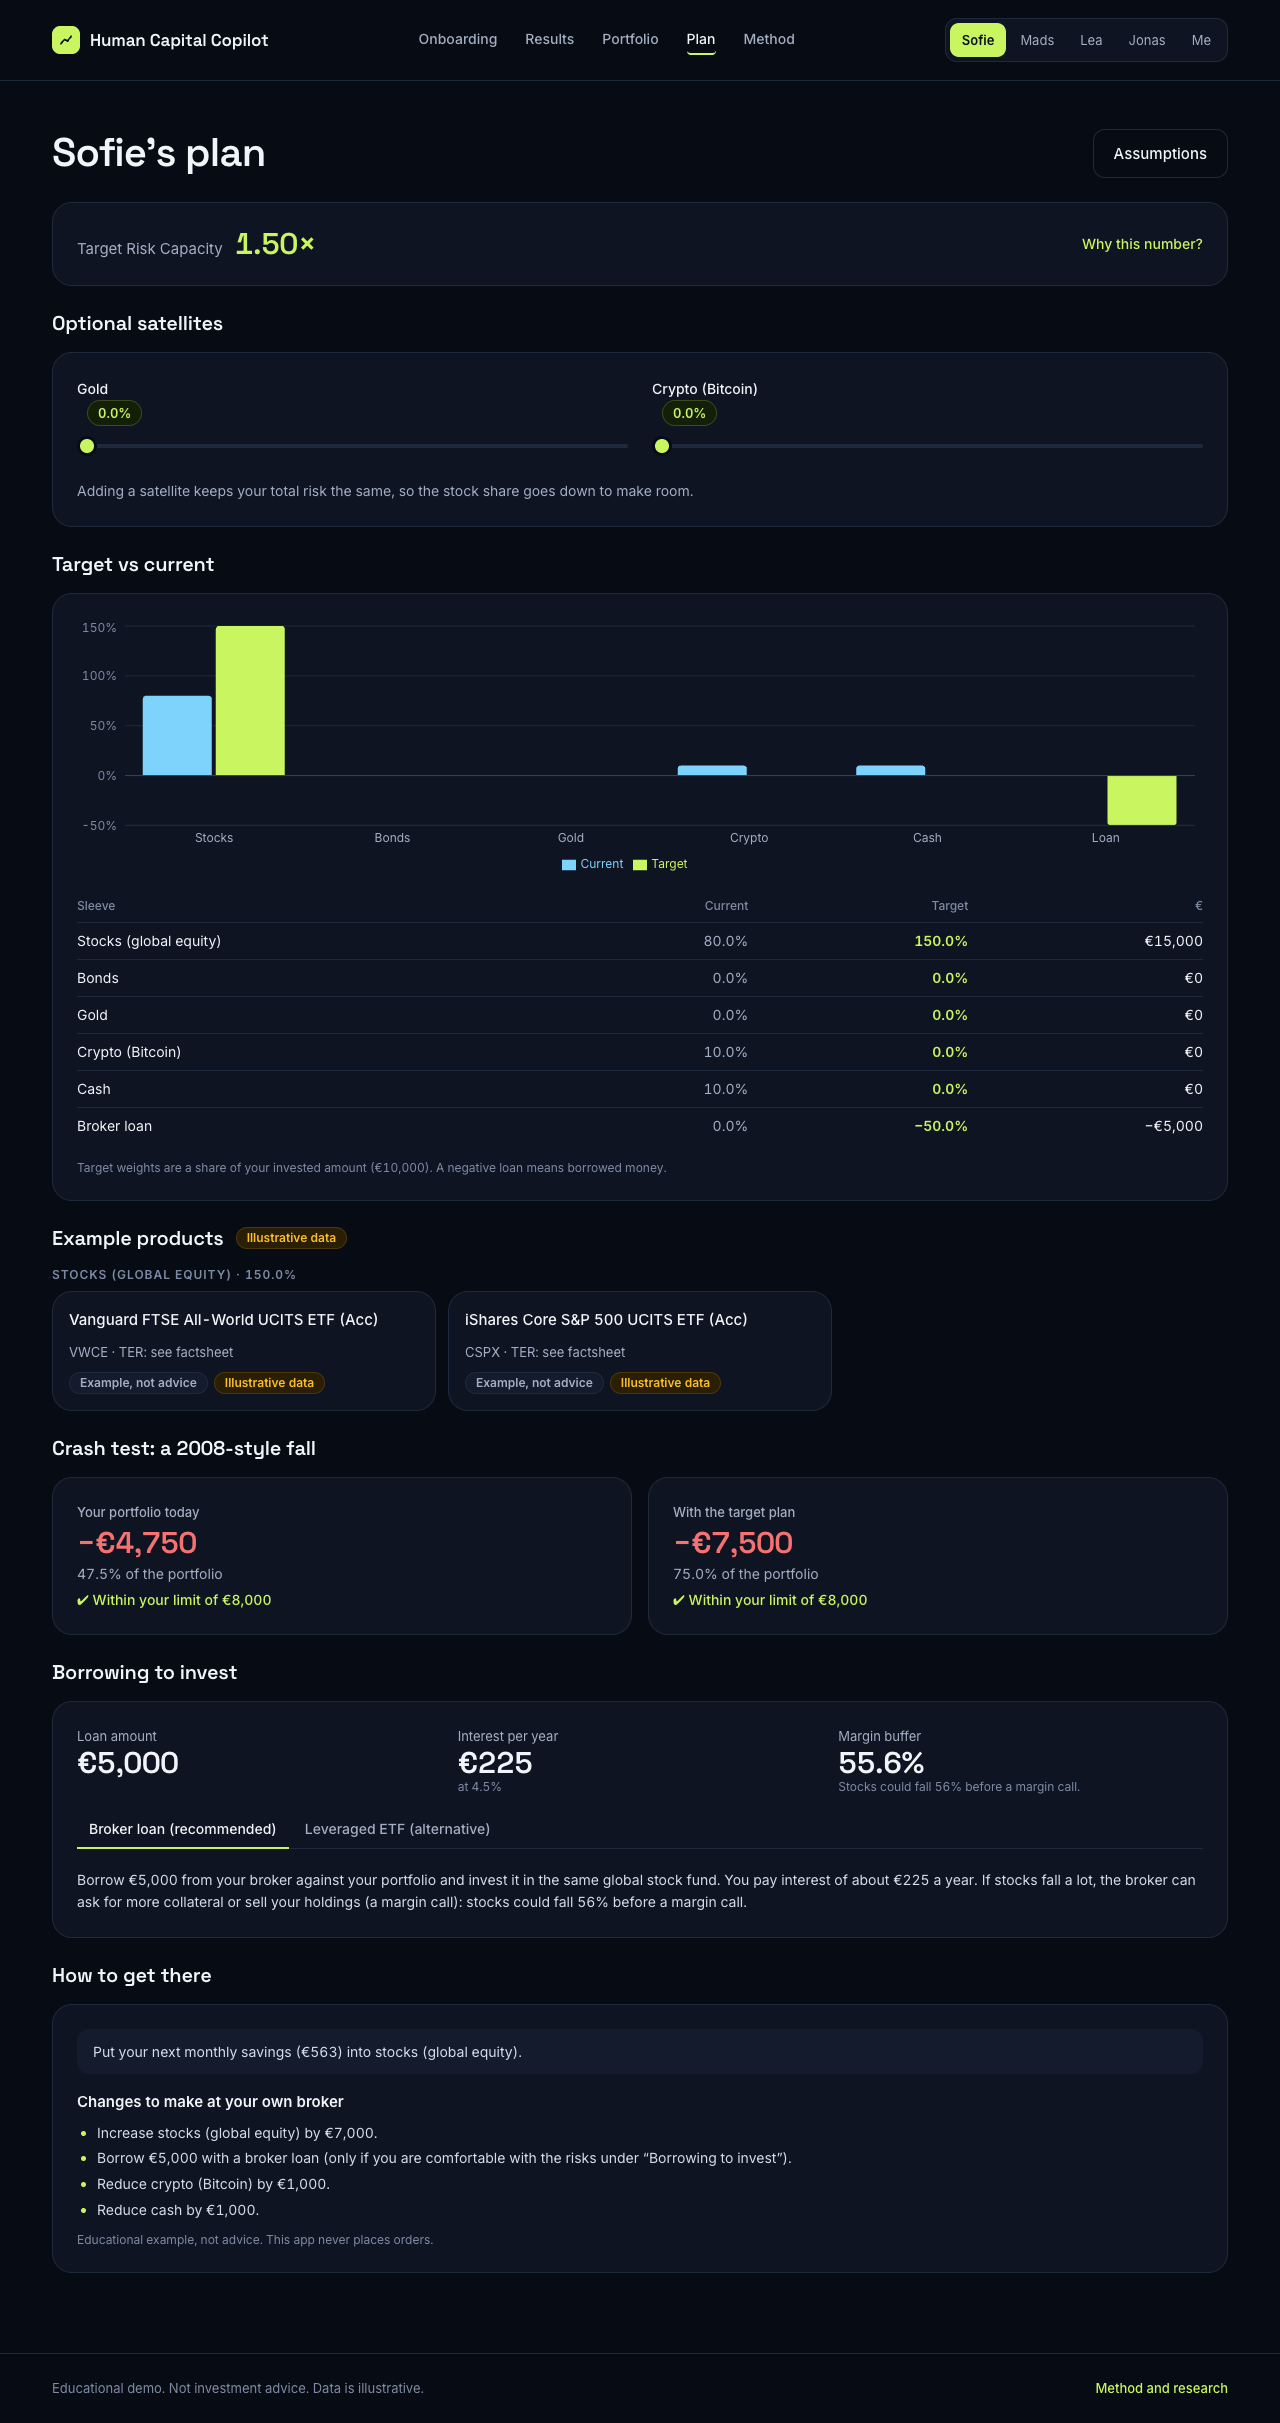 Human Capital Copilot
Onboarding Results Portfolio Plan Method
Sofie Mads Lea Jonas Me
Sofie’s plan
Assumptions
Target Risk Capacity 1.50×
Why this number?
Optional satellites
Gold
0.0%
Crypto (Bitcoin)
0.0%
Adding a satellite keeps your total risk the same, so the stock share goes down to make room.
Target vs current
150%
100%
50%
0%
-50%
Stocks Bonds Gold Crypto Cash Loan
Current Target
Sleeve Current Target €
Stocks (global equity) 80.0% 150.0% €15,000
Bonds 0.0% 0.0% €0
Gold 0.0% 0.0% €0
Crypto (Bitcoin) 10.0% 0.0% €0
Cash 10.0% 0.0% €0
Broker loan 0.0% −50.0% −€5,000
Target weights are a share of your invested amount (€10,000). A negative loan means borrowed money.
Example products Illustrative data
STOCKS (GLOBAL EQUITY) · 150.0%
Vanguard FTSE All-World UCITS ETF (Acc)
VWCE · TER: see factsheet
Example, not advice Illustrative data
iShares Core S&P 500 UCITS ETF (Acc)
CSPX · TER: see factsheet
Example, not advice Illustrative data
Crash test: a 2008-style fall
Your portfolio today
−€4,750
47.5% of the portfolio
✔ Within your limit of €8,000
With the target plan
−€7,500
75.0% of the portfolio
✔ Within your limit of €8,000
Borrowing to invest
Loan amount
€5,000
Interest per year
€225
at 4.5%
Margin buffer
55.6%
Stocks could fall 56% before a margin call.
Broker loan (recommended) Leveraged ETF (alternative)
Borrow €5,000 from your broker against your portfolio and invest it in the same global stock fund. You pay interest of about €225 a year. If stocks fall a lot, the broker can
ask for more collateral or sell your holdings (a margin call): stocks could fall 56% before a margin call.
How to get there
Put your next monthly savings (€563) into stocks (global equity).
Changes to make at your own broker
• Increase stocks (global equity) by €7,000.
• Borrow €5,000 with a broker loan (only if you are comfortable with the risks under “Borrowing to invest”).
• Reduce crypto (Bitcoin) by €1,000.
• Reduce cash by €1,000.
Educational example, not advice. This app never places orders.
Educational demo. Not investment advice. Data is illustrative.
Method and research